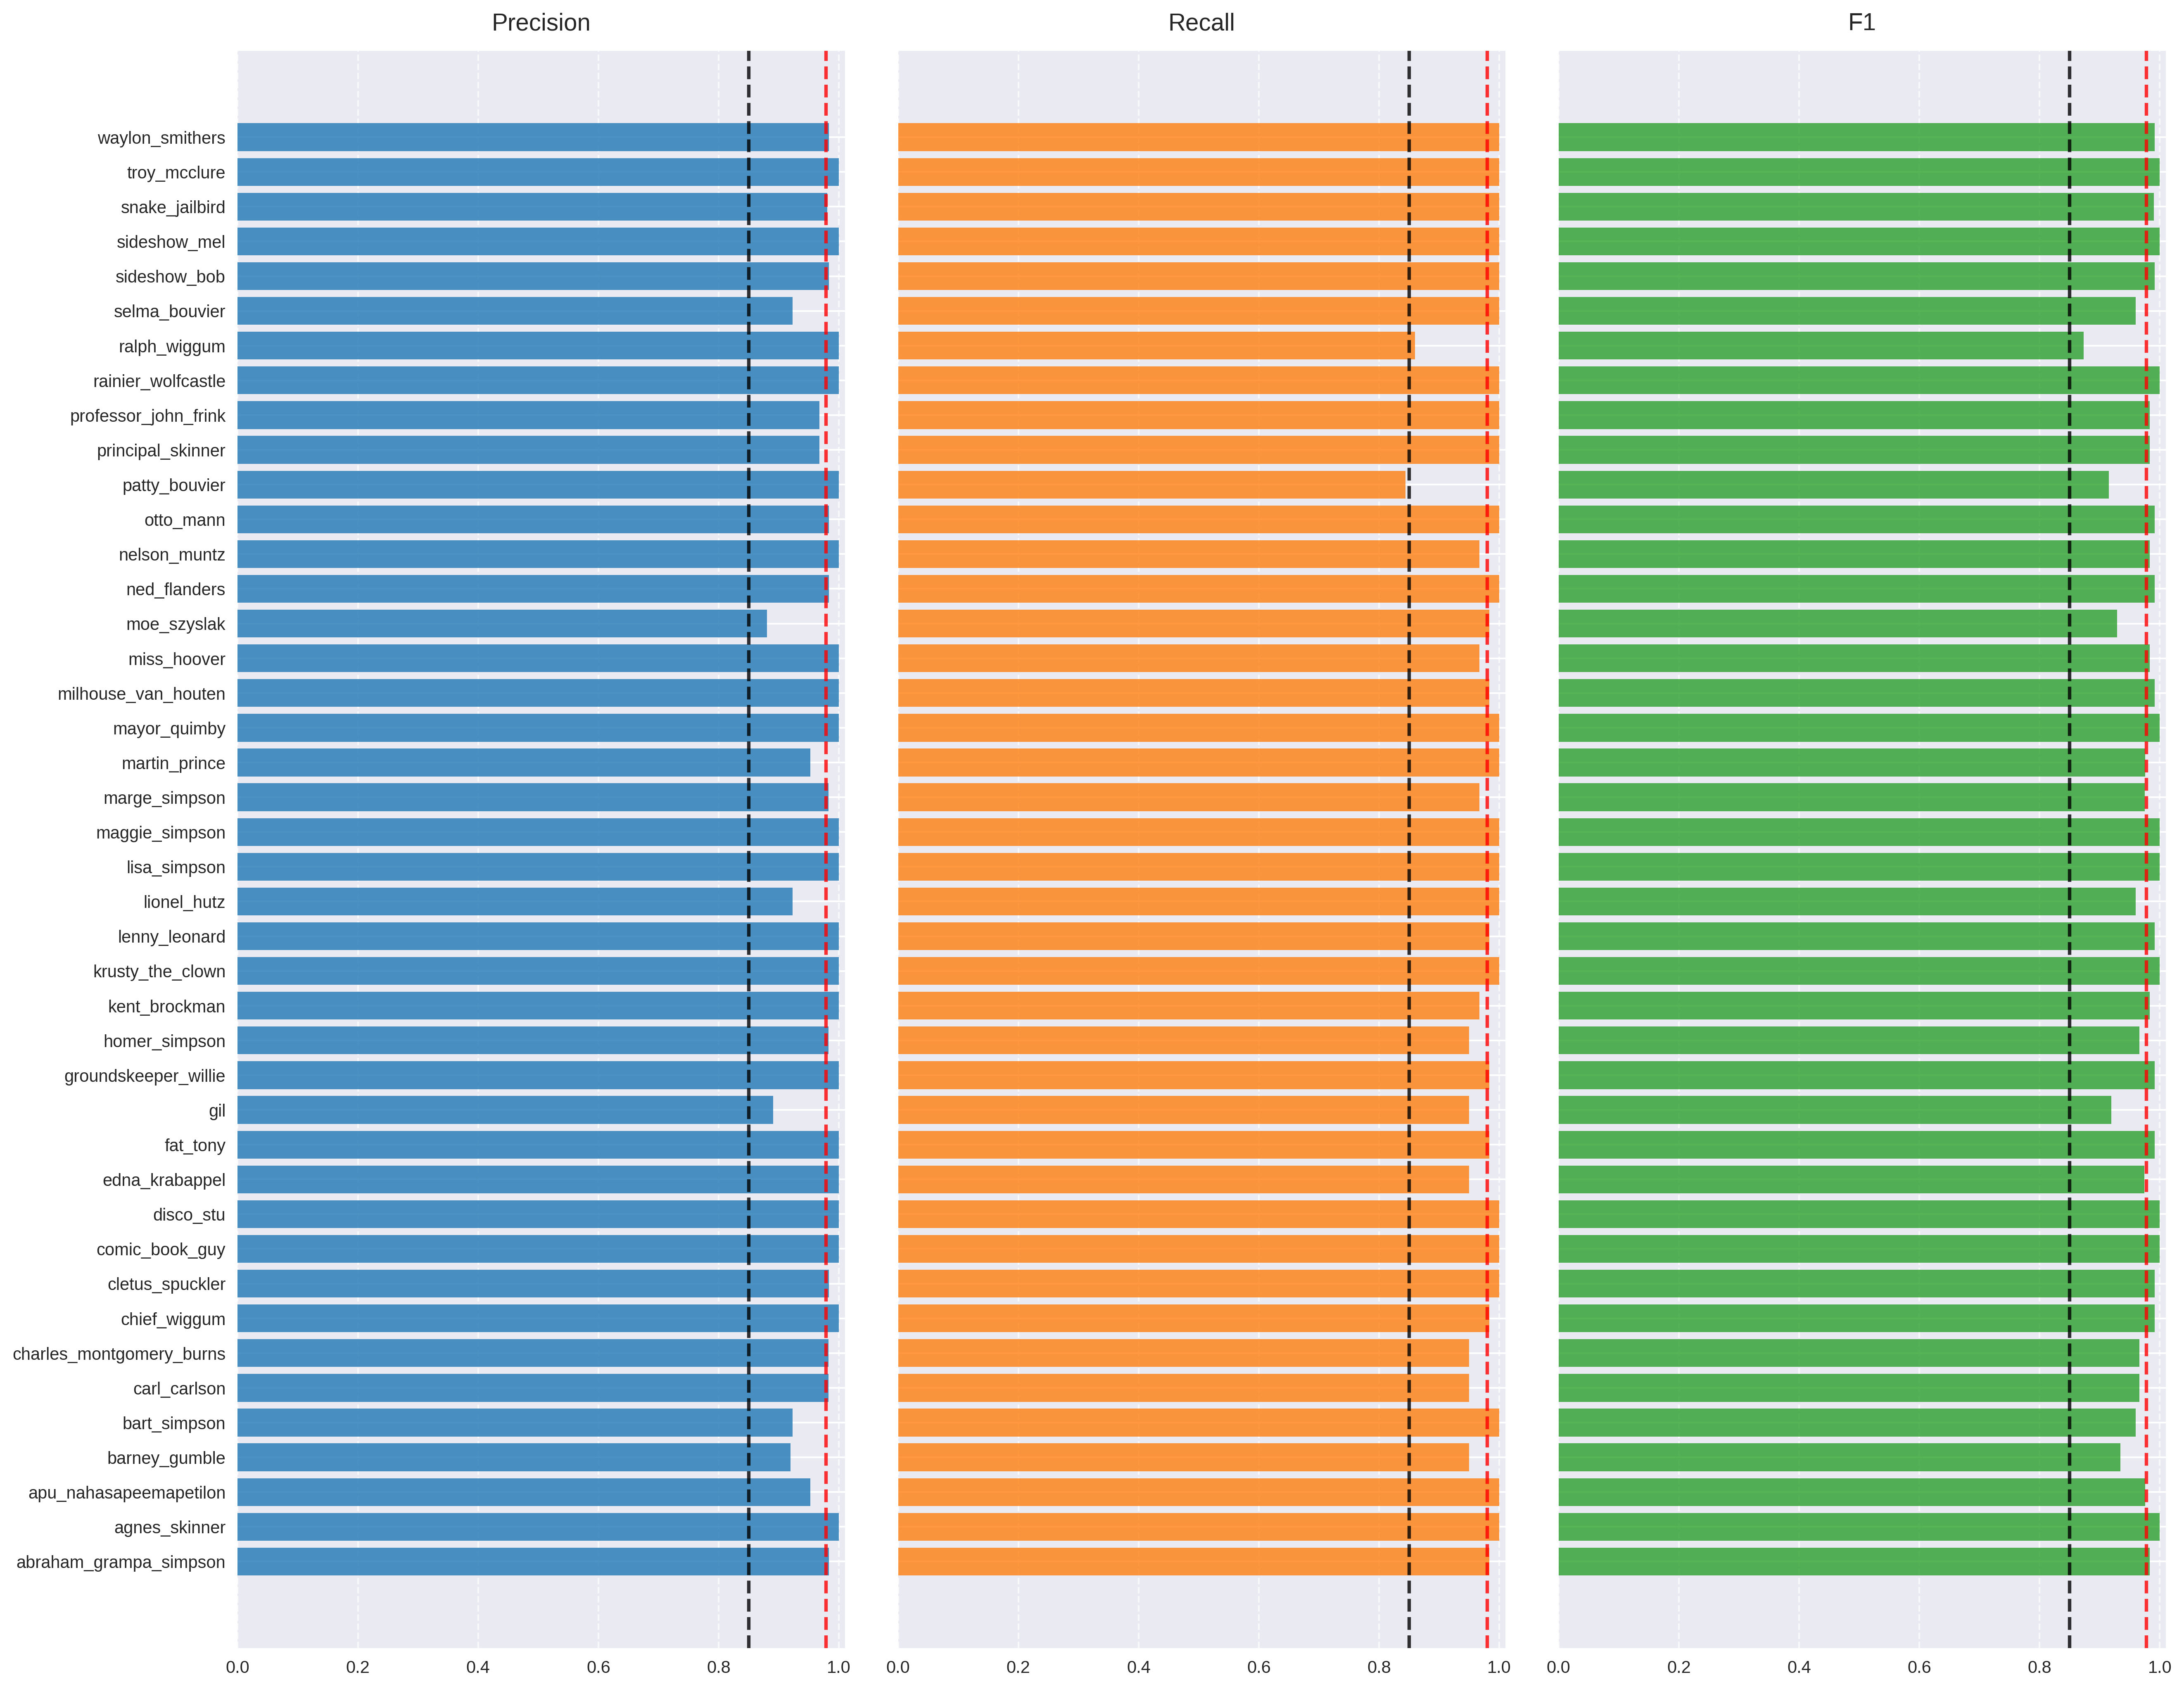 Precision
Recall
F1
waylon_smithers
troy_mcclure
snake_jailbird
sideshow_mel
sideshow_bob
selma_bouvier
ralph_wiggum
rainier_wolfcastle
professor_john_frink
principal_skinner
patty_bouvier
otto_mann
nelson_muntz
ned_flanders
moe_szyslak
miss_hoover
milhouse_van_houten
mayor_quimby
martin_prince
marge_simpson
maggie_simpson
lisa_simpson
lionel_hutz
lenny_leonard
krusty_the_clown
kent_brockman
homer_simpson
groundskeeper_willie
gil
fat_tony
edna_krabappel
disco_stu
comic_book_guy
cletus_spuckler
chief_wiggum
charles_montgomery_burns
carl_carlson
bart_simpson
barney_gumble
apu_nahasapeemapetilon
agnes_skinner
abraham_grampa_simpson
0.0 0.2 0.4 0.6 0.8 1.0
0.0 0.2 0.4 0.6 0.8 1.0
0.0 0.2 0.4 0.6 0.8 1.0